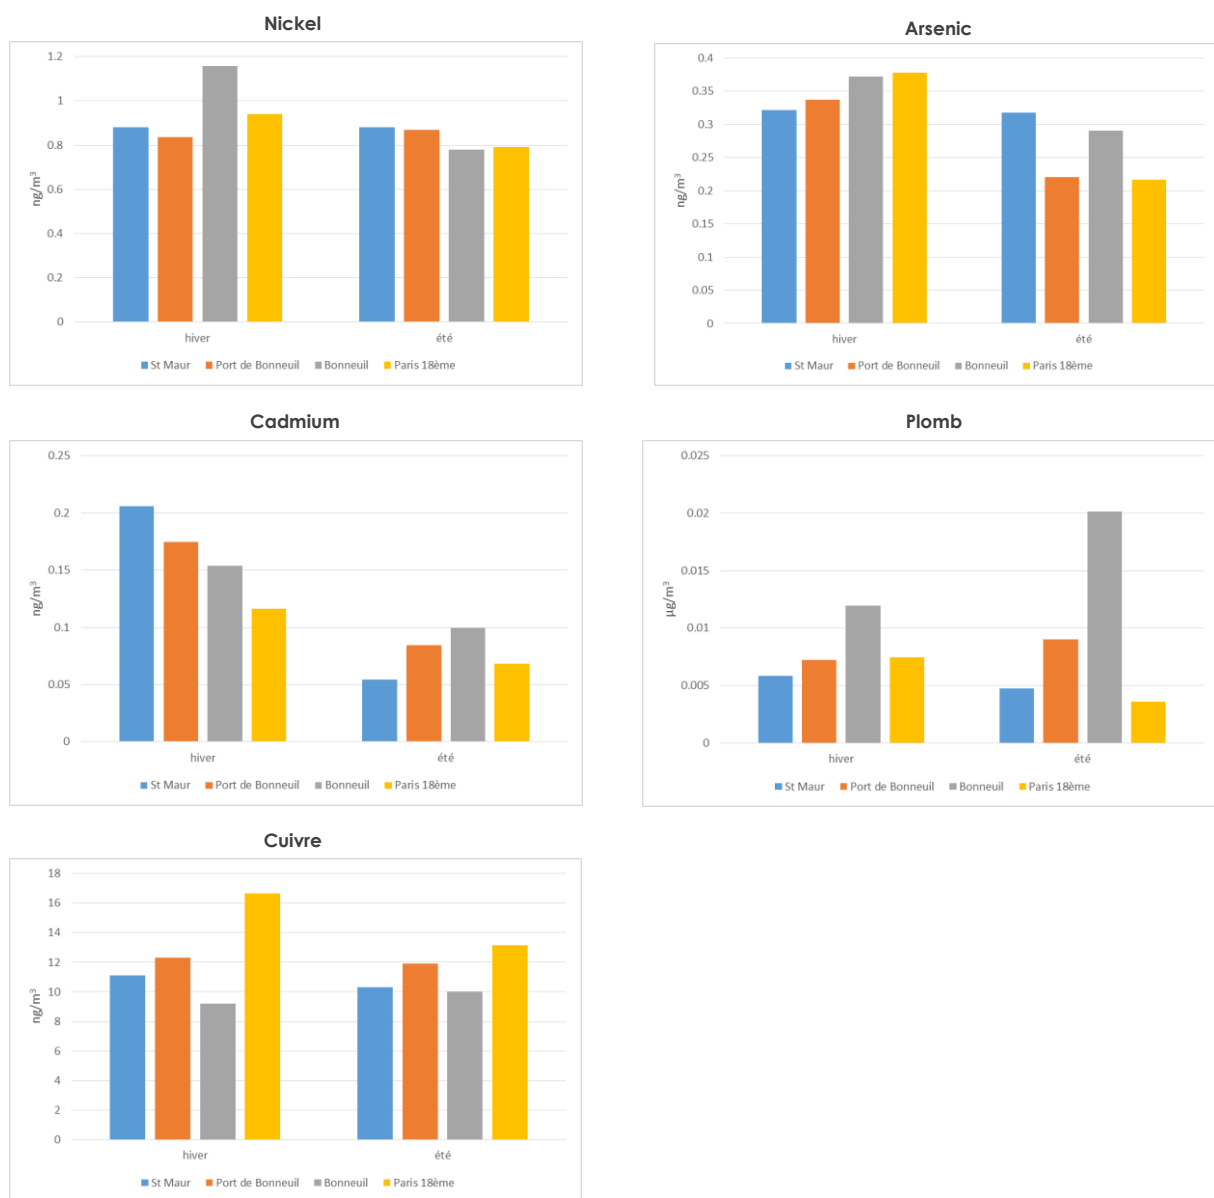 Nickel
1.2
1
0.8
0.6
0.4
0.2
0
ng/m³
hiver
été
St Maur Port de Bonneuil Bonneuil Paris 18ème
Arsenic
0.4
0.35
0.3
0.25
0.2
0.15
0.1
0.05
0
ng/m³
hiver
été
St Maur Port de Bonneuil Bonneuil Paris 18ème
Cadmium
0.25
0.2
0.15
0.1
0.05
0
ng/m³
hiver
été
St Maur Port de Bonneuil Bonneuil Paris 18ème
Plomb
0.025
0.02
0.015
0.01
0.005
0
µg/m³
hiver
été
St Maur Port de Bonneuil Bonneuil Paris 18ème
Cuivre
18
16
14
12
10
8
6
4
2
0
ng/m³
hiver
été
St Maur Port de Bonneuil Bonneuil Paris 18ème